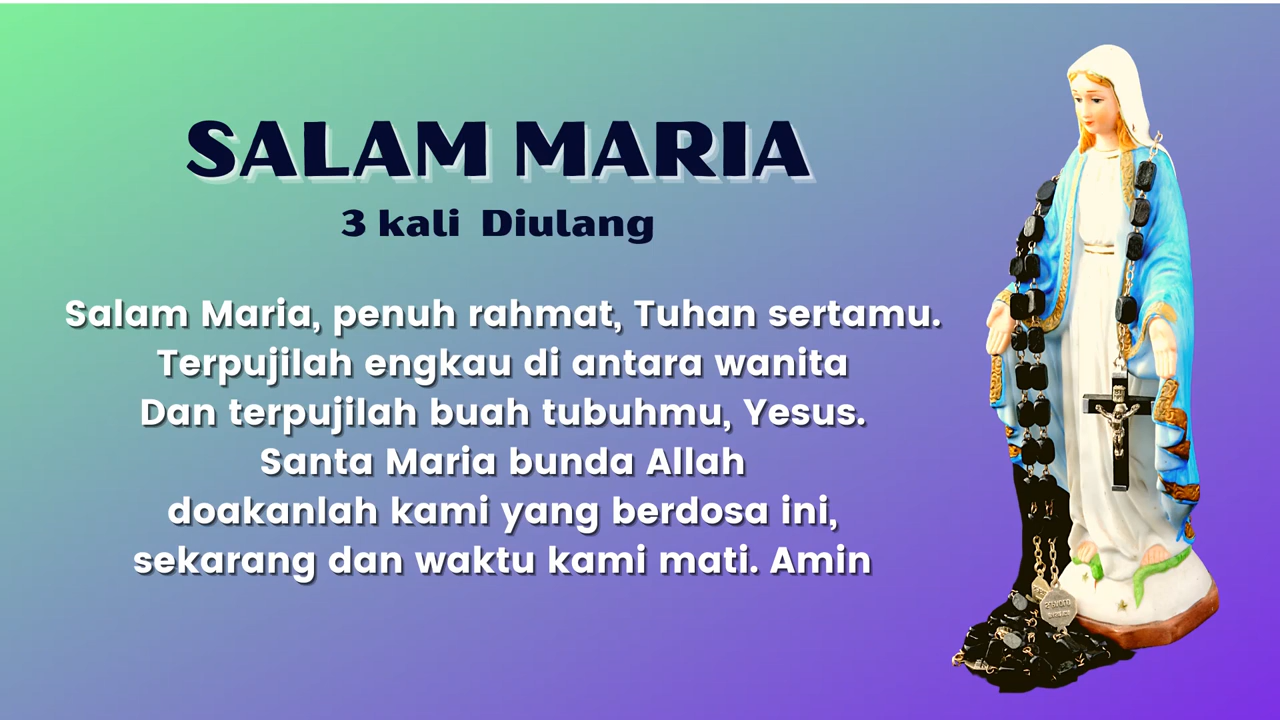 SALAM MARIA
3 kali Diulang
Salam Maria, penuh rahmat, Tuhan sertamu.
Terpujilah engkau di antara wanita
Dan terpujilah buah tubuhmu, Yesus.
Santa Maria bunda Allah
doakanlah kami yang berdosa ini,
sekarang dan waktu kami mati. Amin